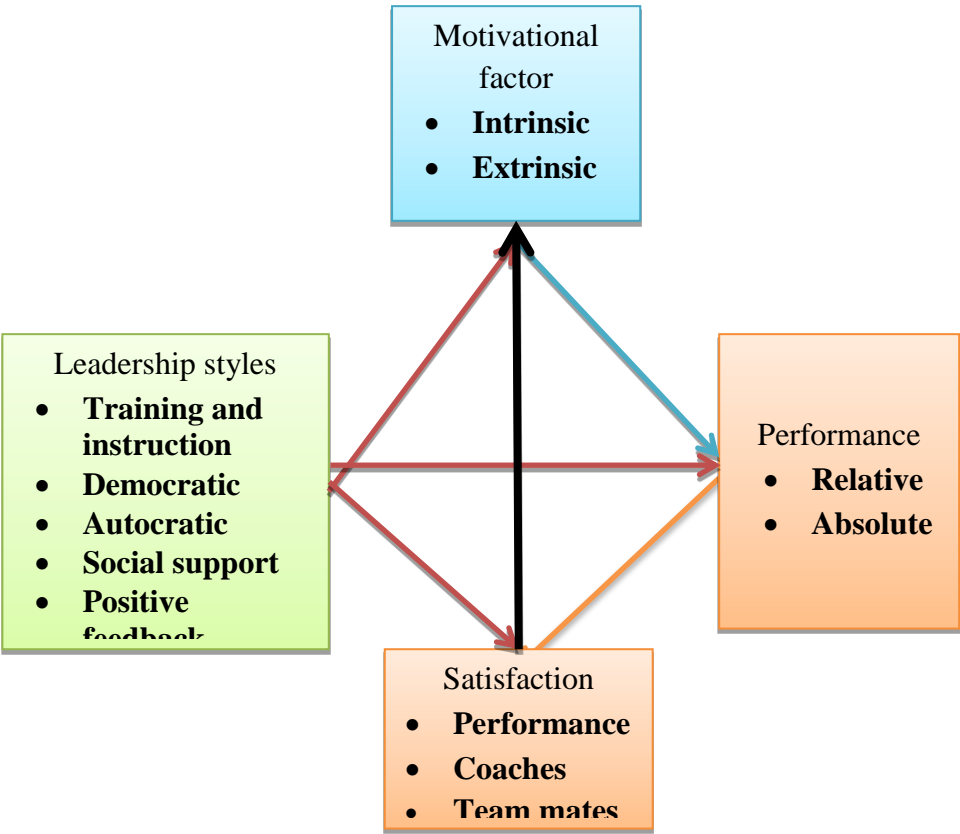 Motivational
factor
• Intrinsic
• Extrinsic
Leadership styles
• Training and
instruction
• Democratic
• Autocratic
• Social support
• Positive
feedback
Performance
• Relative
• Absolute
Satisfaction
• Performance
• Coaches
• Team mates